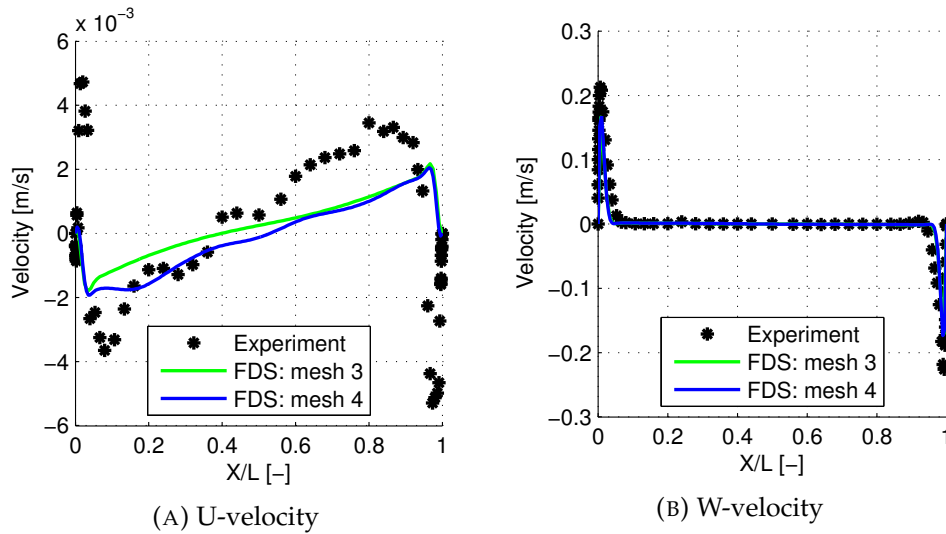 x 10⁻³
6
4
2
0
−2
−4
−6
Velocity [m/s]
0 0.2 0.4 0.6 0.8 1
X/L [−]
Experiment
FDS: mesh 3
FDS: mesh 4
(A) U-velocity
0.3
0.2
0.1
0
−0.1
−0.2
−0.3
Velocity [m/s]
0 0.2 0.4 0.6 0.8 1
X/L [−]
Experiment
FDS: mesh 3
FDS: mesh 4
(B) W-velocity